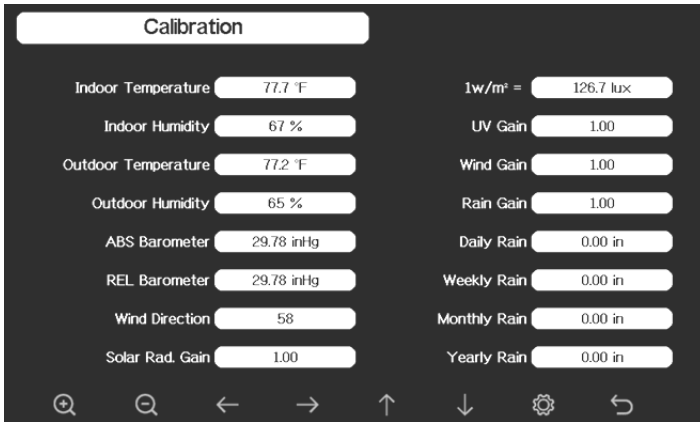 Calibration
Indoor Temperature 77.7 °F
Indoor Humidity 67 %
Outdoor Temperature 77.2 °F
Outdoor Humidity 65 %
ABS Barometer 29.78 inHg
REL Barometer 29.78 inHg
Wind Direction 58
Solar Rad. Gain 1.00
1w/m² = 126.7 lux
UV Gain 1.00
Wind Gain 1.00
Rain Gain 1.00
Daily Rain 0.00 in
Weekly Rain 0.00 in
Monthly Rain 0.00 in
Yearly Rain 0.00 in